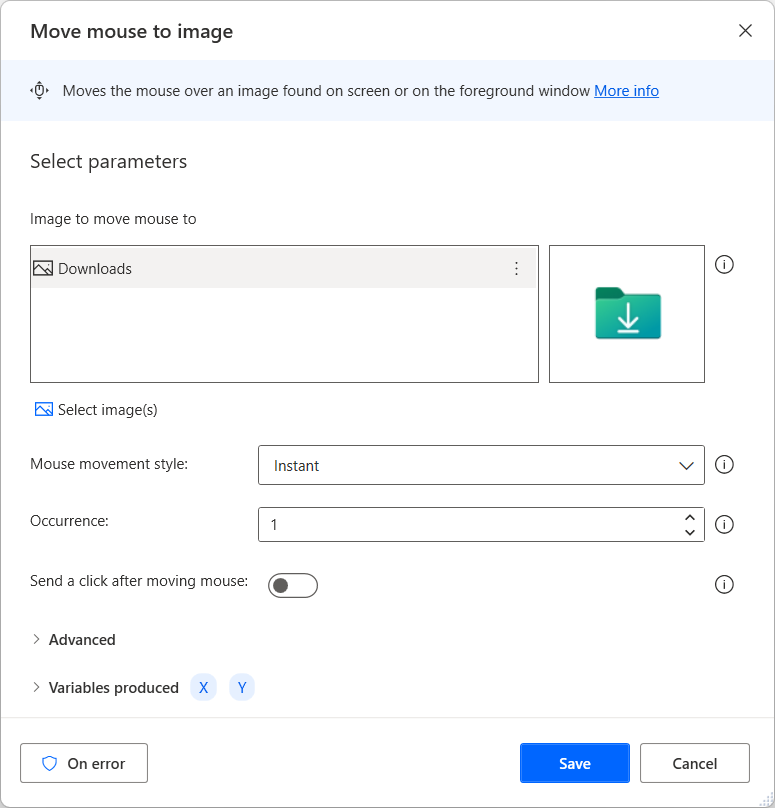 Move mouse to image
Moves the mouse over an image found on screen or on the foreground window More info
Select parameters
Image to move mouse to
Downloads
Select image(s)
Mouse movement style:
Instant
Occurrence:
1
Send a click after moving mouse:
Advanced
Variables produced X Y
On error
Save
Cancel